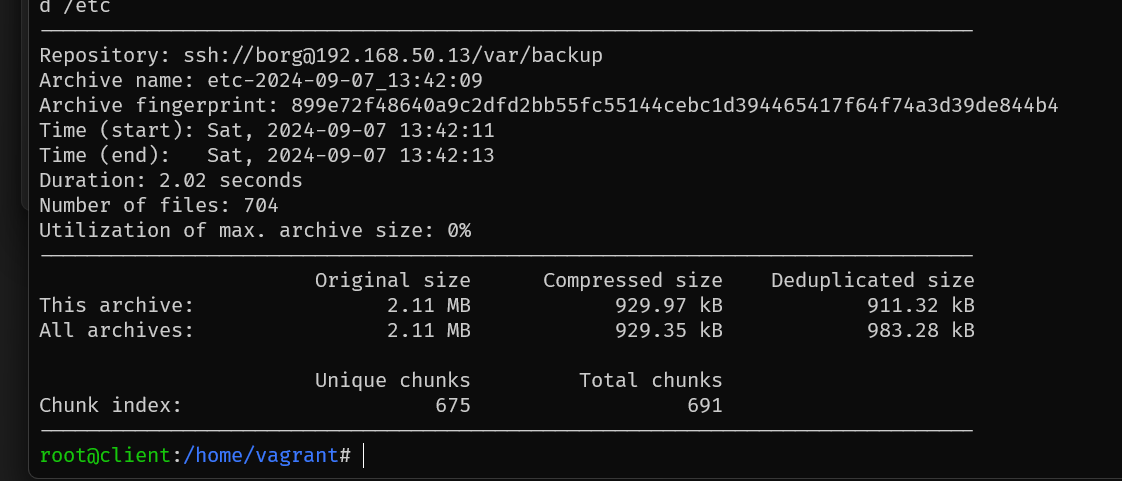 d /etc
------------------------------------------------------------------------------
Repository: ssh://borg@192.168.50.13/var/backup
Archive name: etc-2024-09-07_13:42:09
Archive fingerprint: 899e72f48640a9c2dfd2bb55fc55144cebc1d394465417f64f74a3d39de844b4
Time (start): Sat, 2024-09-07 13:42:11
Time (end):   Sat, 2024-09-07 13:42:13
Duration: 2.02 seconds
Number of files: 704
Utilization of max. archive size: 0%
------------------------------------------------------------------------------
                       Original size      Compressed size    Deduplicated size
This archive:                2.11 MB            929.97 kB            911.32 kB
All archives:                2.11 MB            929.35 kB            983.28 kB
                       Unique chunks         Total chunks
Chunk index:                     675                  691
------------------------------------------------------------------------------
root@client:/home/vagrant#